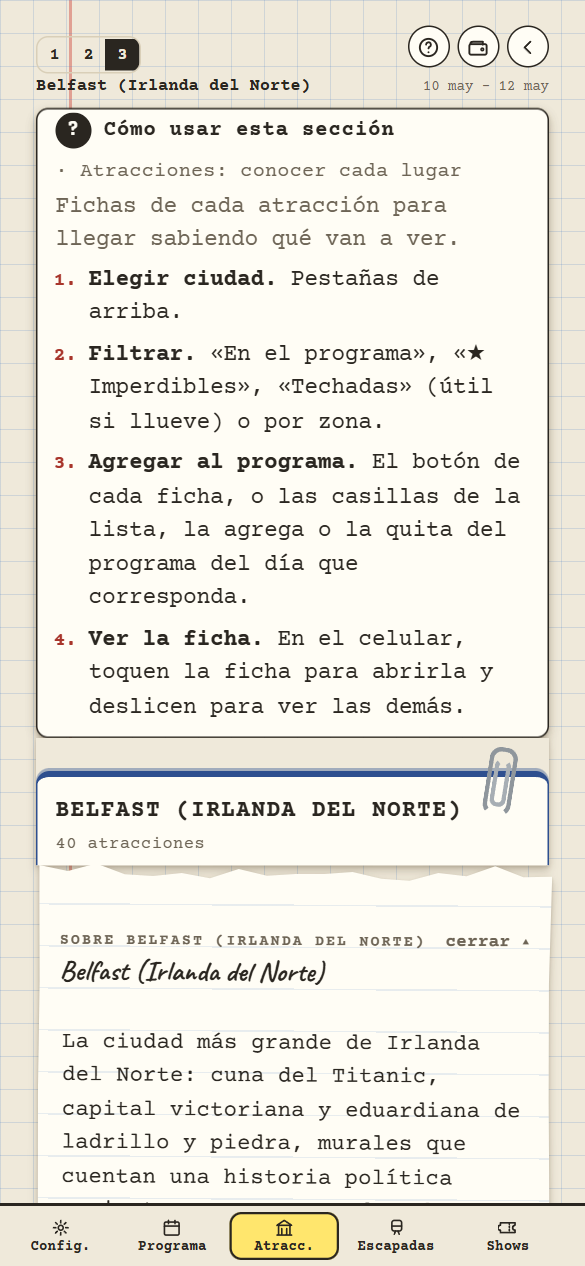 1 2 3
Belfast (Irlanda del Norte)
10 may – 12 may
? Cómo usar esta sección
· Atracciones: conocer cada lugar
Fichas de cada atracción para
llegar sabiendo qué van a ver.
1. Elegir ciudad. Pestañas de
arriba.
2. Filtrar. «En el programa», «★
Imperdibles», «Techadas» (útil
si llueve) o por zona.
3. Agregar al programa. El botón de
cada ficha, o las casillas de la
lista, la agrega o la quita del
programa del día que
corresponda.
4. Ver la ficha. En el celular,
toquen la ficha para abrirla y
deslicen para ver las demás.
BELFAST (IRLANDA DEL NORTE)
40 atracciones
SOBRE BELFAST (IRLANDA DEL NORTE) cerrar ▴
Belfast (Irlanda del Norte)
La ciudad más grande de Irlanda
del Norte: cuna del Titanic,
capital victoriana y eduardiana de
ladrillo y piedra, murales que
cuentan una historia política
Config. Programa Atracc. Escapadas Shows